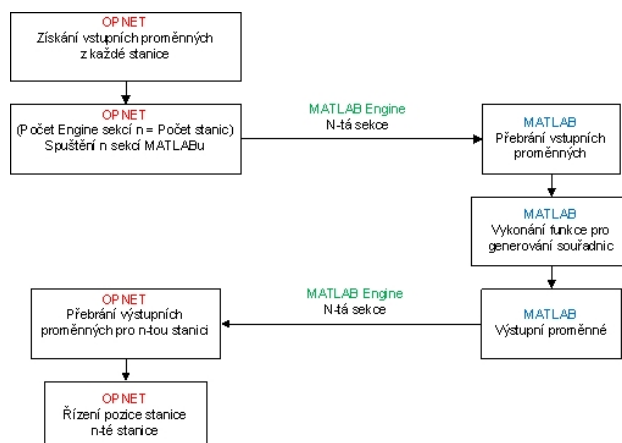 OPNET
Získání vstupních proměnných
z každé stanice
OPNET
(Počet Engine sekcí n = Počet stanic)
Spuštění n sekcí MATLABu
MATLAB Engine
N-tá sekce
MATLAB
Přebrání vstupních
proměnných
MATLAB
Vykonání funkce pro
generování souřadnic
MATLAB
Výstupní proměnné
MATLAB Engine
N-tá sekce
OPNET
Přebrání výstupních
proměnných pro n-tou stanici
OPNET
Řízení pozice stanice
n-té stanice